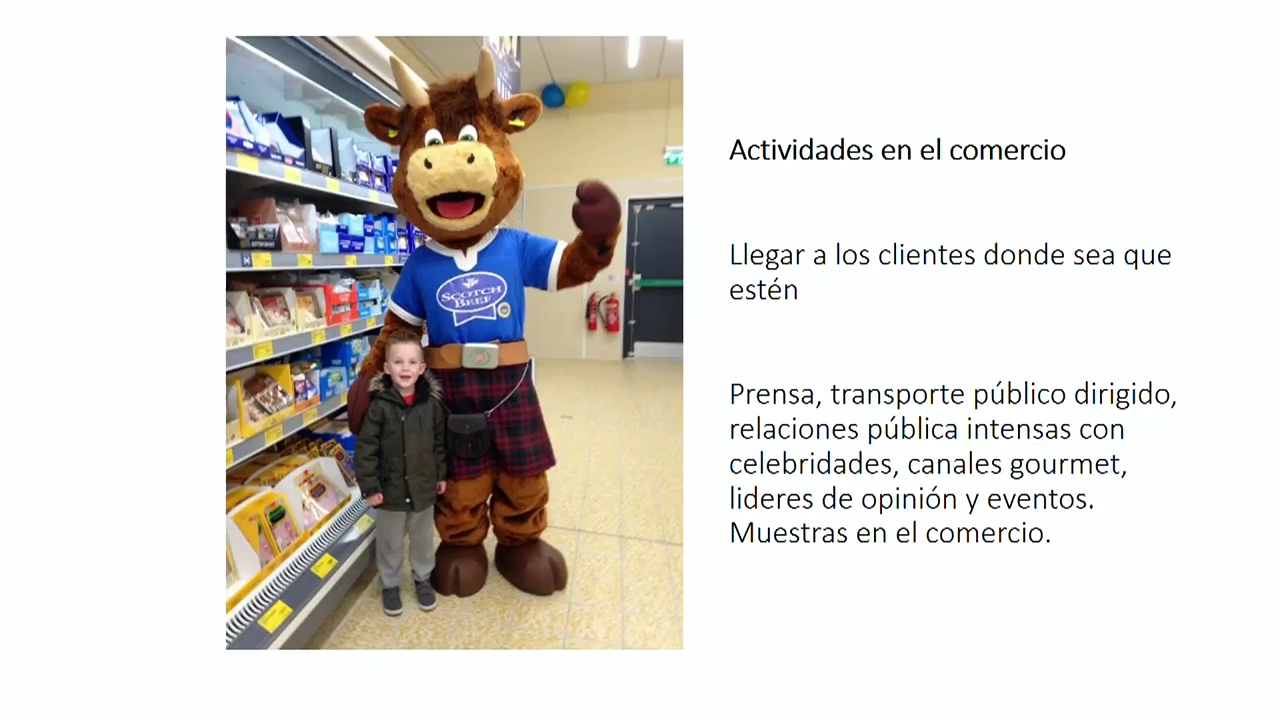 SCOTCH
BEEF
Actividades en el comercio
Llegar a los clientes donde sea que
estén
Prensa, transporte público dirigido,
relaciones pública intensas con
celebridades, canales gourmet,
lideres de opinión y eventos.
Muestras en el comercio.